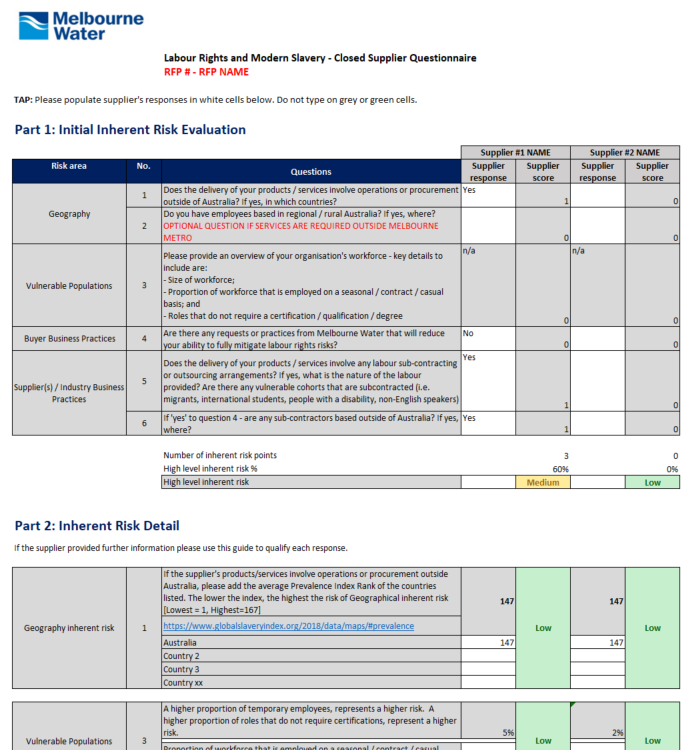 Melbourne
Water
Labour Rights and Modern Slavery - Closed Supplier Questionnaire
RFP # - RFP NAME
TAP: Please populate supplier's responses in white cells below. Do not type on grey or green cells.
Part 1: Initial Inherent Risk Evaluation
Supplier #1 NAME Supplier #2 NAME
Risk area No. Questions Supplier response Supplier score Supplier response Supplier score
Geography
1 Does the delivery of your products / services involve operations or procurement Yes
outside of Australia? If yes, in which countries? 1 0
2 Do you have employees based in regional / rural Australia? If yes, where?
OPTIONAL QUESTION IF SERVICES ARE REQUIRED OUTSIDE MELBOURNE
METRO 0 0
Vulnerable Populations 3 n/a n/a
Please provide an overview of your organisation's workforce - key details to
include are:
- Size of workforce;
- Proportion of workforce that is employed on a seasonal / contract / casual
basis; and
- Roles that do not require a certification / qualification / degree 0 0
Buyer Business Practices 4 Are there any requests or practices from Melbourne Water that will reduce No
your ability to fully mitigate labour rights risks? 0 0
Supplier(s) / Industry Business
Practices
5 Does the delivery of your products / services involve any labour sub-contracting Yes
or outsourcing arrangements? If yes, what is the nature of the labour
provided? Are there any vulnerable cohorts that are subcontracted (i.e.
migrants, international students, people with a disability, non-English speakers) 1 0
6 If 'yes' to question 4 - are any sub-contractors based outside of Australia? If yes, Yes
where? 1 0
Number of inherent risk points 3 0
High level inherent risk % 60% 0%
High level inherent risk Medium Low
Part 2: Inherent Risk Detail
If the supplier provided further information please use this guide to qualify each response.
Geography inherent risk 1
If the supplier's products/services involve operations or procurement outside
Australia, please add the average Prevalence Index Rank of the countries
listed. The lower the index, the highest the risk of Geographical inherent risk
[Lowest = 1, Highest=167] 147 Low 147 Low
https://www.globalslaveryindex.org/2018/data/maps/#prevalence
Australia 147 147
Country 2
Country 3
Country xx
Vulnerable Populations 3
A higher proportion of temporary employees, represents a higher risk. A
higher proportion of roles that do not require certifications, represent a higher
risk. 5% Low 2% Low
Proportion of workforce that is employed on a seasonal / contract / casual